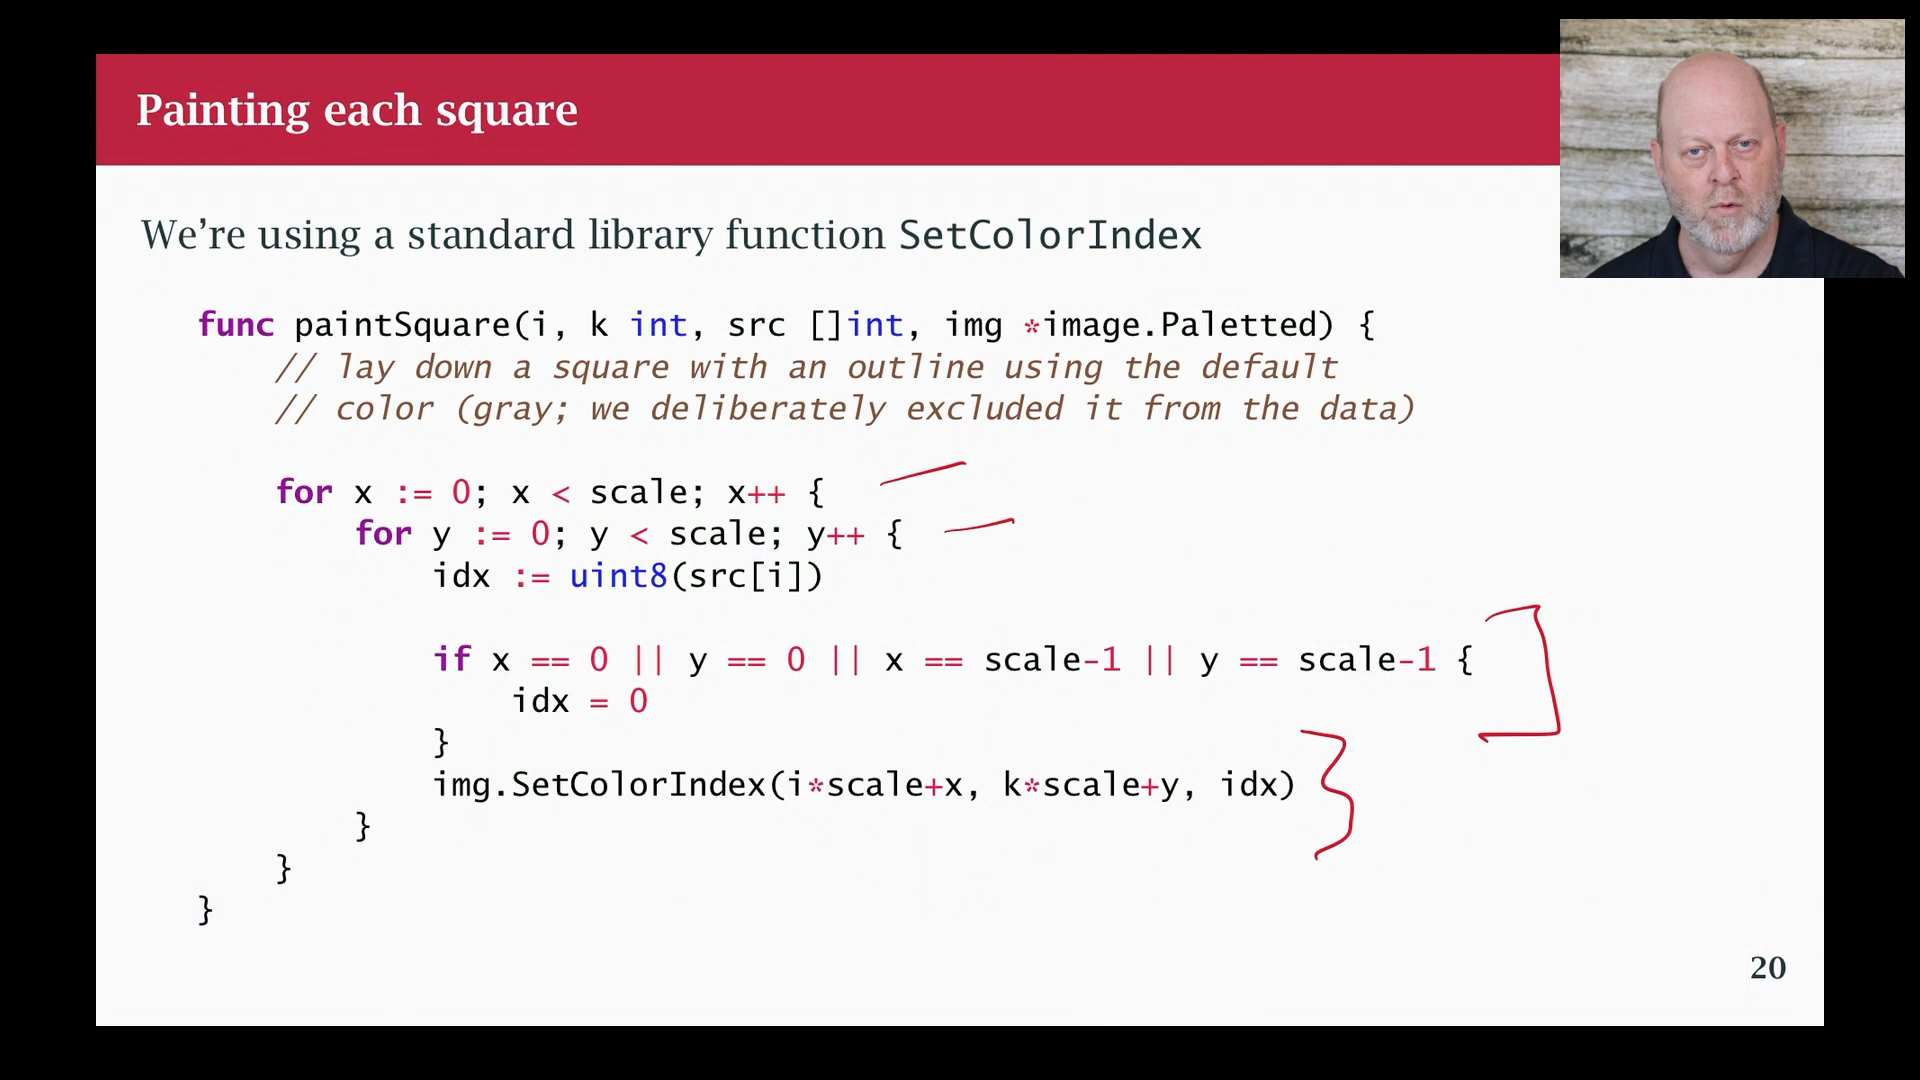 Painting each square
We’re using a standard library function SetColorIndex
func paintSquare(i, k int, src []int, img *image.Paletted) {
    // lay down a square with an outline using the default
    // color (gray; we deliberately excluded it from the data)
    for x := 0; x < scale; x++ {
        for y := 0; y < scale; y++ {
            idx := uint8(src[i])
            if x == 0 || y == 0 || x == scale-1 || y == scale-1 {
                idx = 0
            }
            img.SetColorIndex(i*scale+x, k*scale+y, idx)
        }
    }
}
20